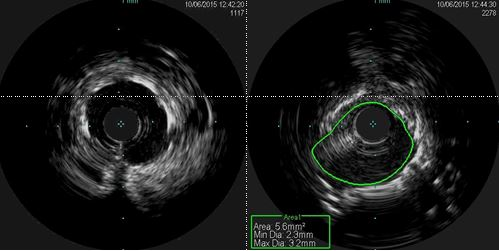 10/06/2015 12:42:20
1117
10/06/2015 12:44:30
2278
Area1
Area: 5.6mm²
Min Dia: 2.3mm
Max Dia: 3.2mm